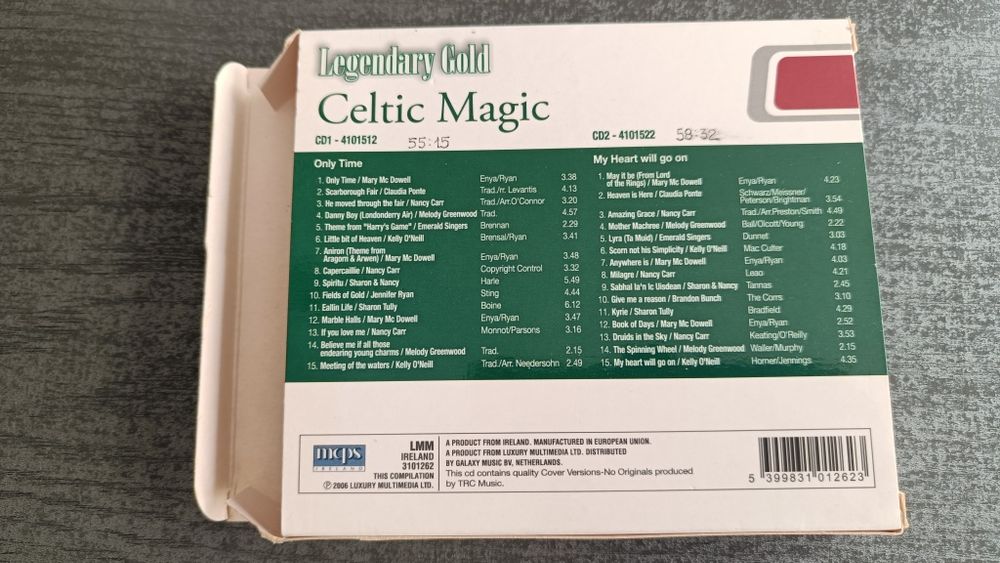 Legendary Gold
Celtic Magic
CD1 - 4101512 55:15
Only Time
1. Only Time / Mary Mc Dowell Enya/Ryan 3.38
2. Scarborough Fair / Claudia Ponte Trad./rr. Levantis 4.13
3. He moved through the fair / Nancy Carr Trad./Arr.O'Connor 3.20
4. Danny Boy (Londonderry Air) / Melody Greenwood Trad. 4.57
5. Theme from "Harry's Game" / Emerald Singers Brennan 2.29
6. Little bit of Heaven / Kelly O'Neill Brensal/Ryan 3.41
7. Aniron (Theme from
Aragorn & Arwen) / Mary Mc Dowell Enya/Ryan 3.48
8. Capercaillie / Nancy Carr Copyright Control 3.32
9. Spiritu / Sharon & Nancy Harle 5.49
10. Fields of Gold / Jennifer Ryan Sting 4.44
11. Eallin Life / Sharon Tully Boine 6.12
12. Marble Halls / Mary Mc Dowell Enya/Ryan 3.47
13. If you love me / Nancy Carr Monnot/Parsons 3.16
14. Believe me if all those
endearing young charms / Melody Greenwood Trad. 2.15
15. Meeting of the waters / Kelly O'Neill Trad./Arr. Needersohn 2.49
CD2 - 4101522 58:32
My Heart will go on
1. May it be (From Lord
of the Rings) / Mary Mc Dowell Enya/Ryan 4.23
2. Heaven is Here / Claudia Ponte Schwarz/Meissner/
Peterson/Brightman 3.54
3. Amazing Grace / Nancy Carr Trad./Arr.Preston/Smith 4.49
4. Mother Machree / Melody Greenwood Ball/Olcott/Young 2.22
5. Lyra (Ta Muid) / Emerald Singers Dunnet 3.03
6. Scorn not his Simplicity / Kelly O'Neill Mac Culter 4.18
7. Anywhere is / Mary Mc Dowell Enya/Ryan 4.03
8. Milagre / Nancy Carr Leao 4.21
9. Sabhal Ia'n Ic Uisdean / Sharon & Nancy Tannas 2.45
10. Give me a reason / Brandon Bunch The Corrs 3.10
11. Kyrie / Sharon Tully Bradfield 4.29
12. Book of Days / Mary Mc Dowell Enya/Ryan 2.52
13. Druids in the Sky / Nancy Carr Keating/O'Reilly 3.53
14. The Spinning Wheel / Melody Greenwood Waller/Murphy 2.15
15. My heart will go on / Kelly O'Neill Horner/Jennings 4.35
mcps
IRELAND
LMM
IRELAND
3101262
THIS COMPILATION
℗ 2006 LUXURY MULTIMEDIA LTD.
A PRODUCT FROM IRELAND. MANUFACTURED IN EUROPEAN UNION.
A PRODUCT FROM LUXURY MULTIMEDIA LTD. DISTRIBUTED
BY GALAXY MUSIC BV, NETHERLANDS.
This cd contains quality Cover Versions-No Originals produced
by TRC Music.
5 399831 012623